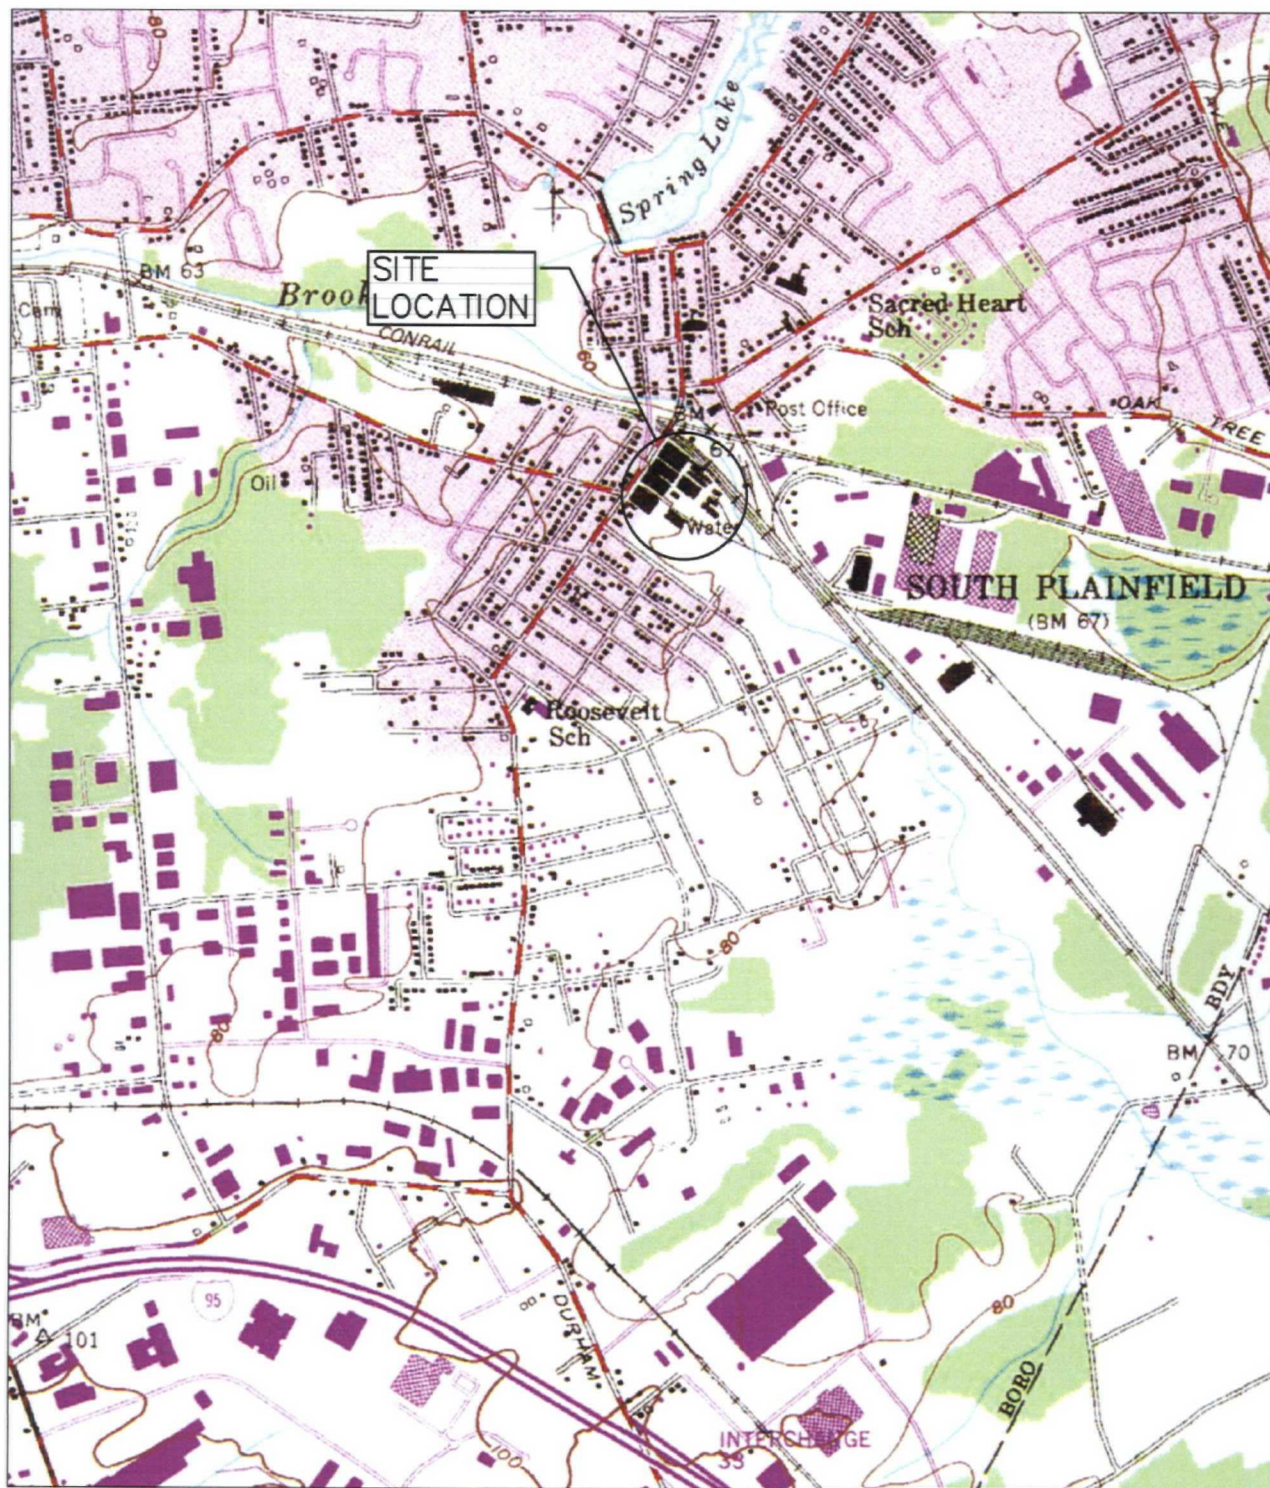 80
Spring Lake
SITE
LOCATION
BM 63
Brook
Cem
CONRAIL
Sacred Heart
Sch
60
BM
67
Post Office
OAK TREE
Oil
Water
SOUTH PLAINFIELD
(BM 67)
Roosevelt
Sch
80
80
BDY
BM 70
95
BM
101
DURHAM
80
BORO
INTERCHANGE
100